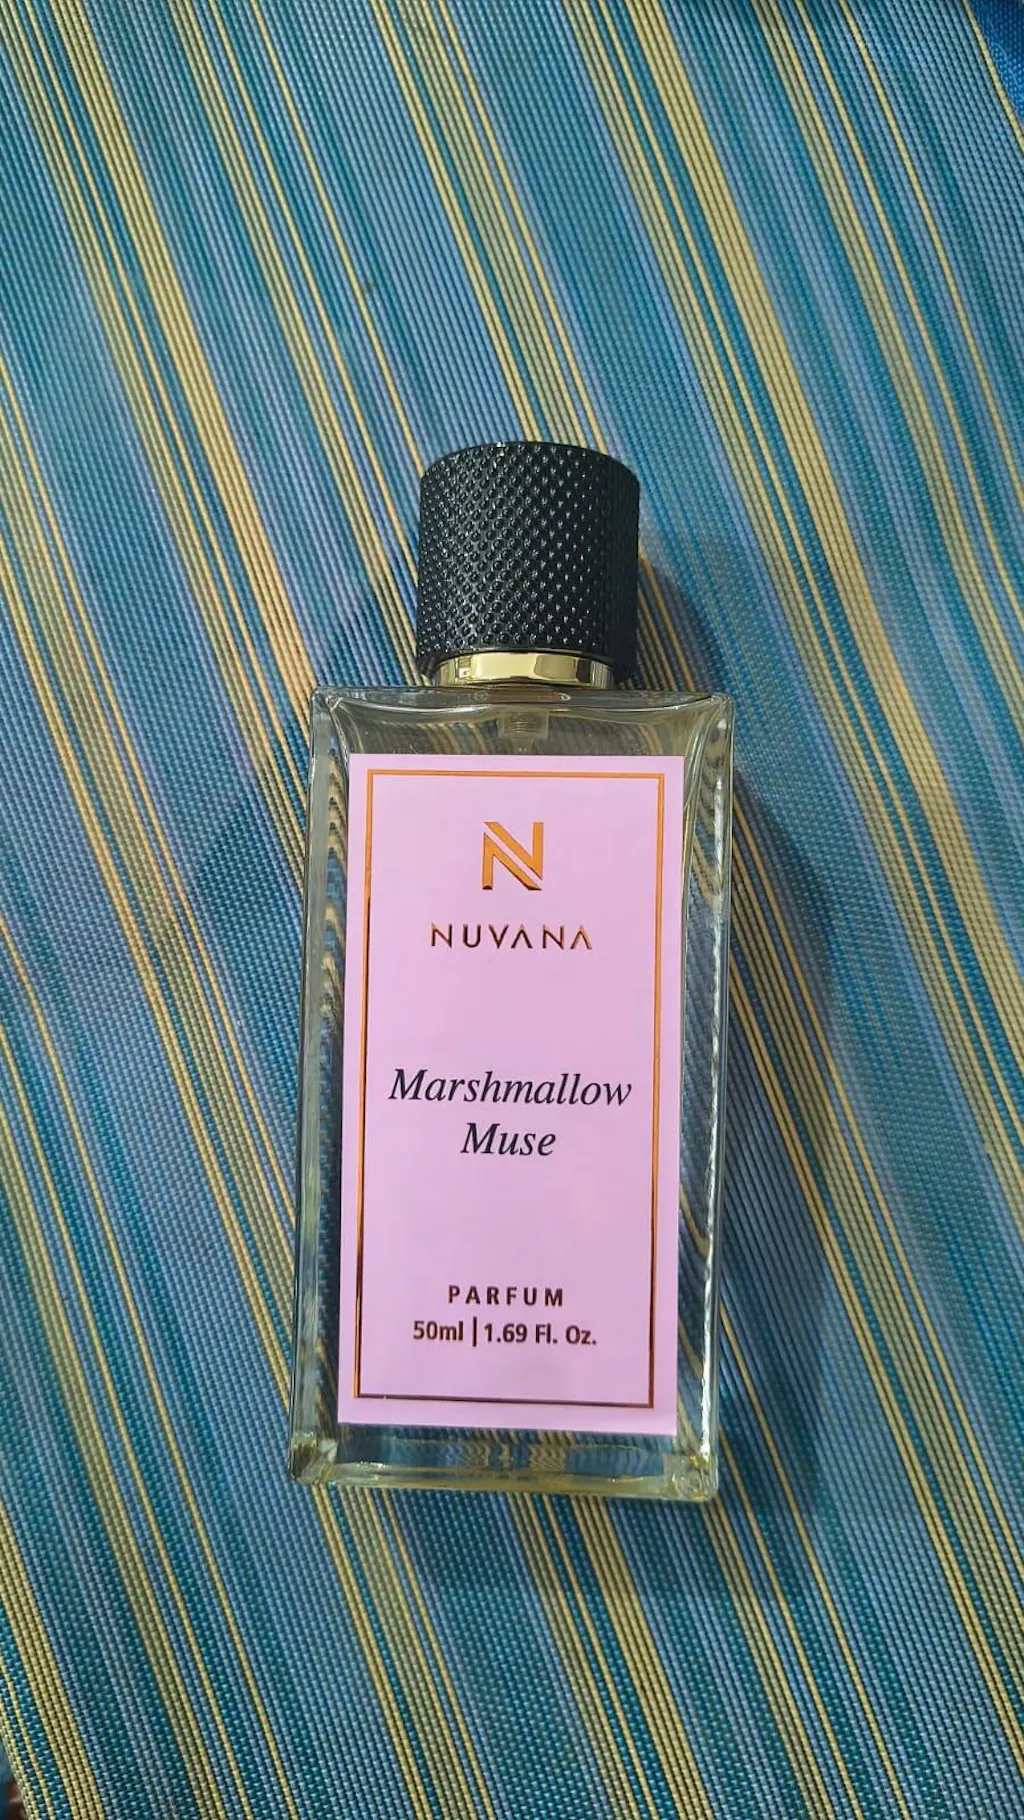 N
NUVANA
Marshmallow
Muse
PARFUM
50ml | 1.69 Fl. Oz.